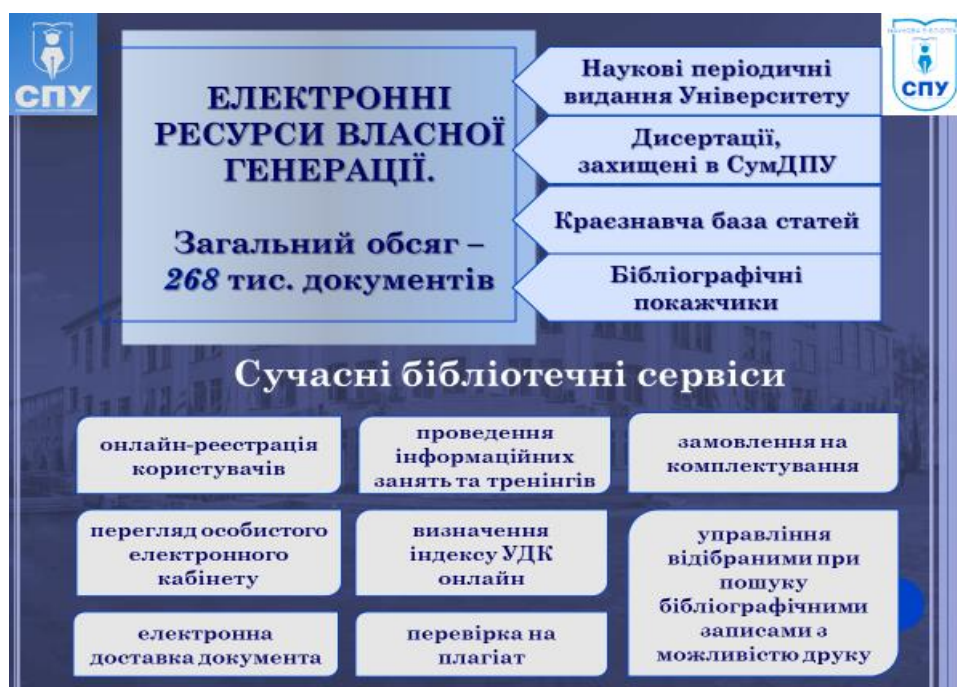 СПУ
НАУКОВА БІБЛІОТЕКА
СПУ
ЕЛЕКТРОННІ
РЕСУРСИ ВЛАСНОЇ
ГЕНЕРАЦІЇ.
Загальний обсяг –
268 тис. документів
Наукові періодичні
видання Університету
Дисертації,
захищені в СумДПУ
Краєзнавча база статей
Бібліографічні
покажчики
Сучасні бібліотечні сервіси
онлайн-реєстрація
користувачів
проведення
інформаційних
занять та тренінгів
замовлення на
комплектування
перегляд особистого
електронного
кабінету
визначення
індексу УДК
онлайн
управління
відібраними при
пошуку
бібліографічними
записами з
можливістю друку
електронна
доставка документа
перевірка на
плагіат